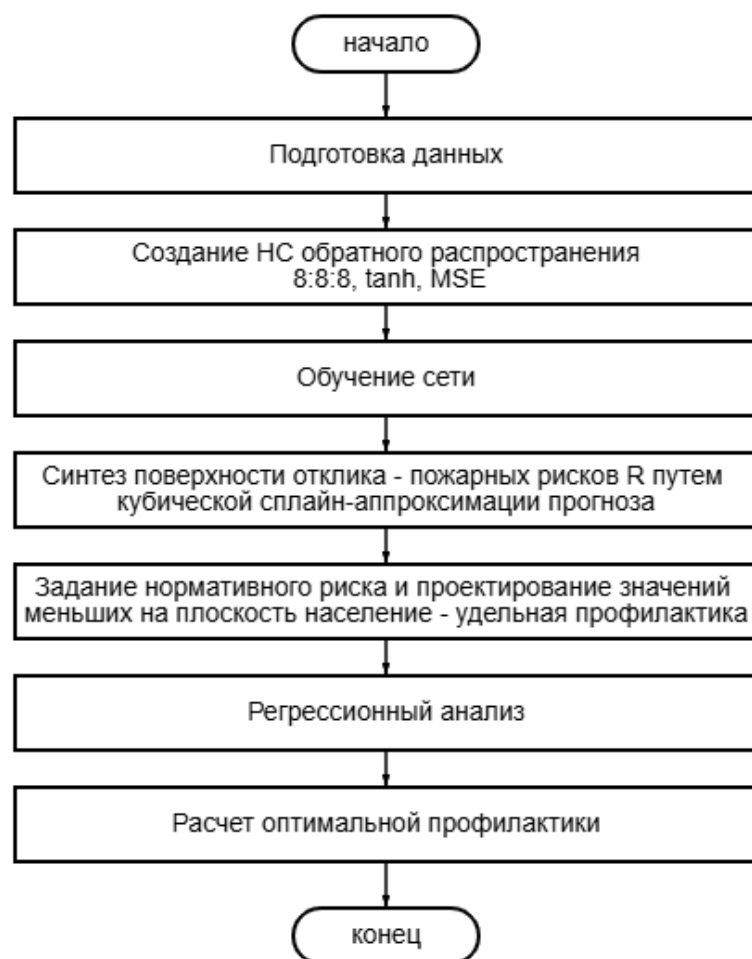 начало
Подготовка данных
Создание НС обратного распространения
8:8:8, tanh, MSE
Обучение сети
Синтез поверхности отклика - пожарных рисков R путем
кубической сплайн-аппроксимации прогноза
Задание нормативного риска и проектирование значений
меньших на плоскость население - удельная профилактика
Регрессионный анализ
Расчет оптимальной профилактики
конец